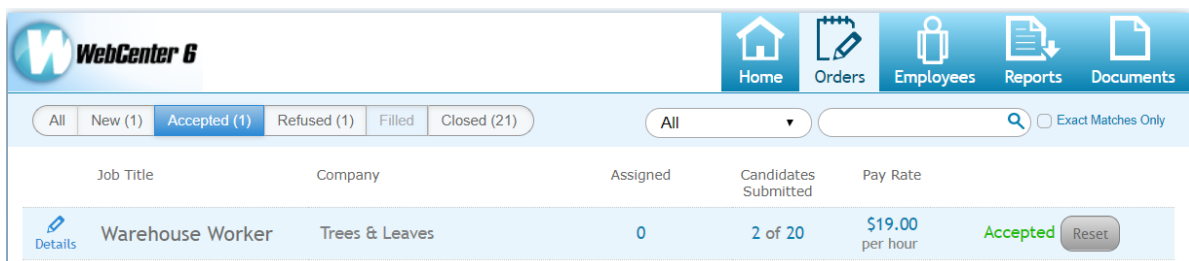 WebCenter 6
Home Orders Employees Reports Documents
All New (1) Accepted (1) Refused (1) Filled Closed (21) All Exact Matches Only
Job Title Company Assigned Candidates Submitted Pay Rate
Details Warehouse Worker Trees & Leaves 0 2 of 20 $19.00 per hour Accepted Reset